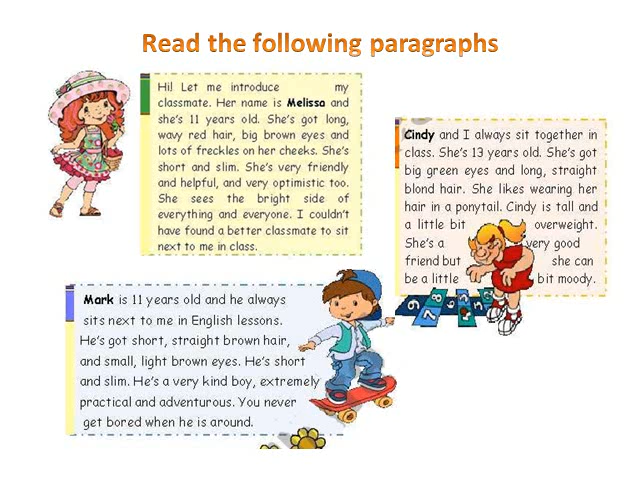 Read the following paragraphs
Hi! Let me introduce my
classmate. Her name is Melissa and
she's 11 years old. She's got long,
wavy red hair, big brown eyes and
lots of freckles on her cheeks. She's
short and slim. She's very friendly
and helpful, and very optimistic too.
She sees the bright side of
everything and everyone. I couldn't
have found a better classmate to sit
next to me in class.
Cindy and I always sit together in
class. She's 13 years old. She's got
big green eyes and long, straight
blond hair. She likes wearing her
hair in a ponytail. Cindy is tall and
a little bit overweight.
She's a very good
friend but she can
be a little bit moody.
Mark is 11 years old and he always
sits next to me in English lessons.
He's got short, straight brown hair,
and small, light brown eyes. He's short
and slim. He's a very kind boy, extremely
practical and adventurous. You never
get bored when he is around.